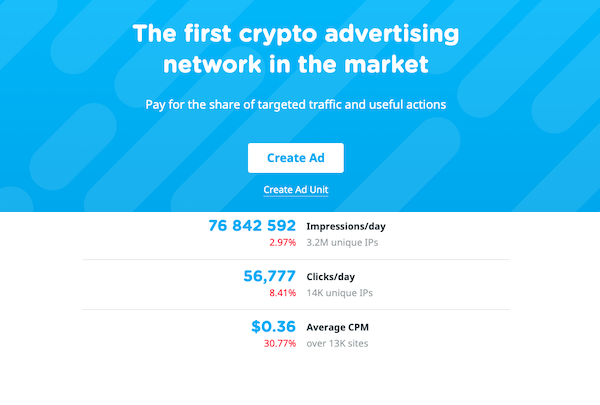 The first crypto advertising
network in the market
Pay for the share of targeted traffic and useful actions
Create Ad
Create Ad Unit
76 842 592 Impressions/day
2.97% 3.2M unique IPs
56,777 Clicks/day
8.41% 14K unique IPs
$0.36 Average CPM
30.77% over 13K sites